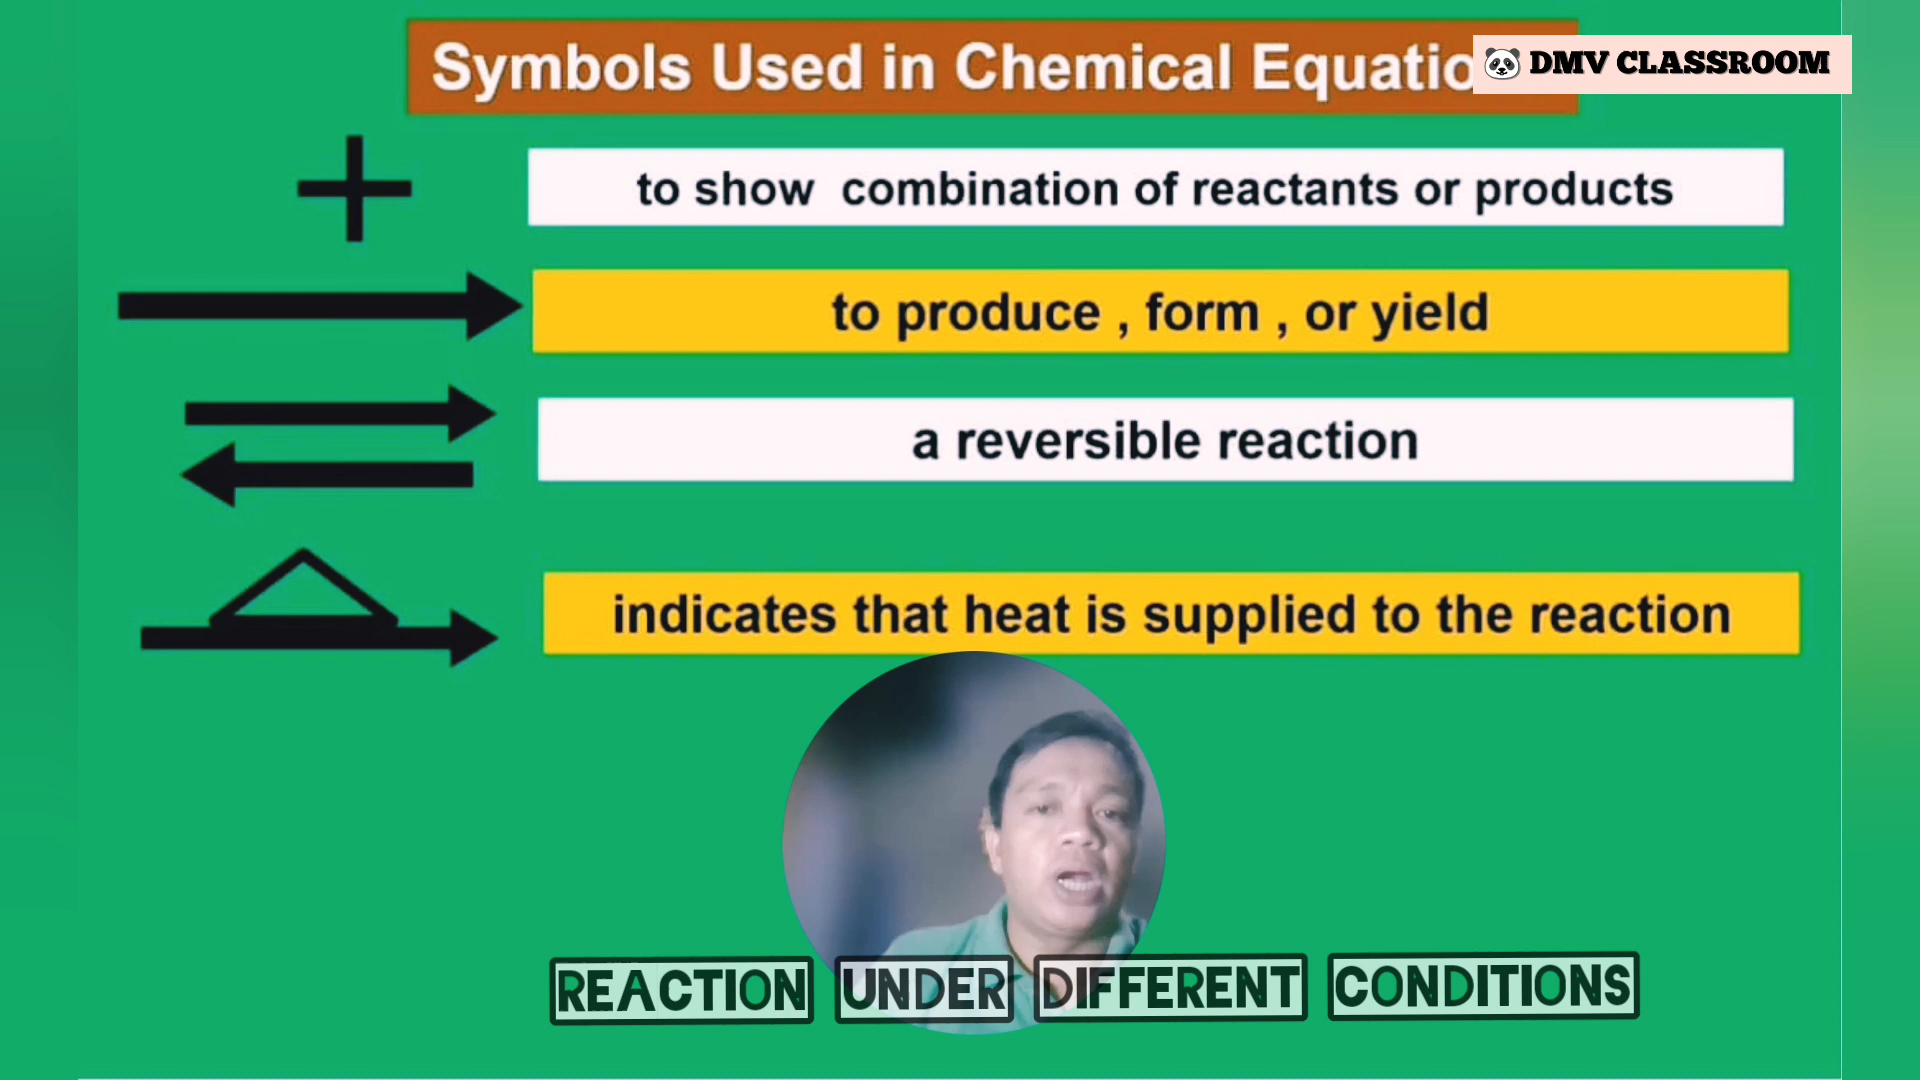 Symbols Used in Chemical Equatio
DMV CLASSROOM
to show combination of reactants or products
to produce , form , or yield
a reversible reaction
indicates that heat is supplied to the reaction
REACTION UNDER DIFFERENT CONDITIONS